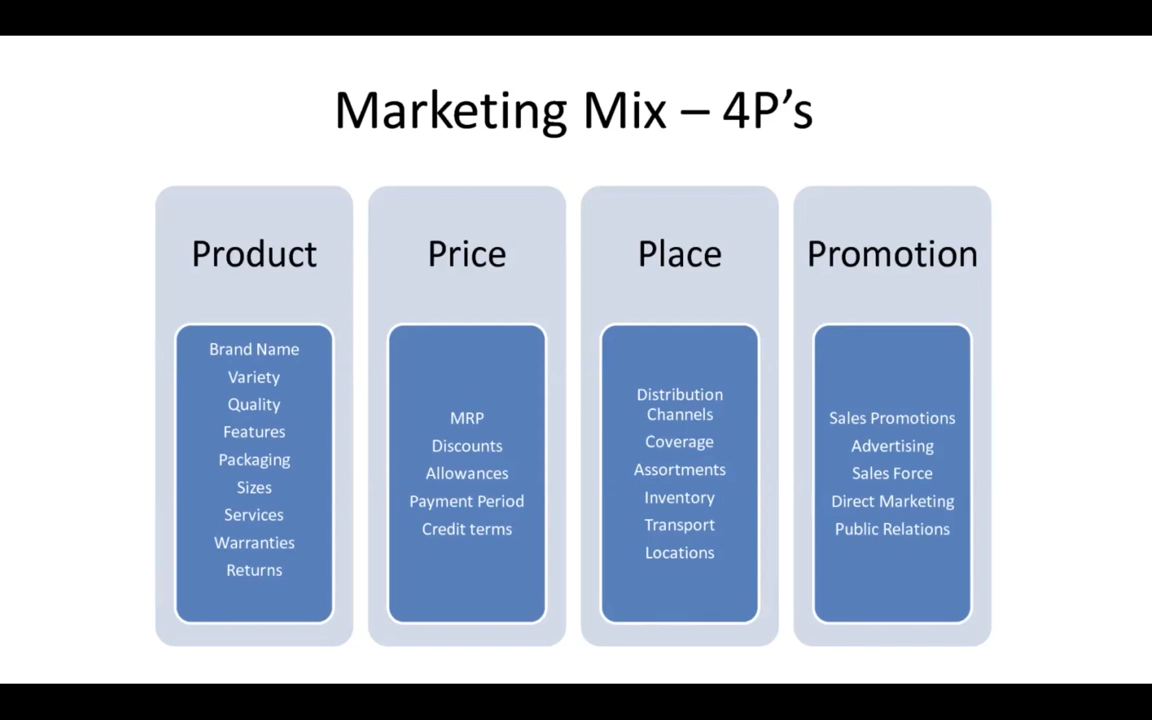 Marketing Mix – 4P’s
Product
Brand Name
Variety
Quality
Features
Packaging
Sizes
Services
Warranties
Returns
Price
MRP
Discounts
Allowances
Payment Period
Credit terms
Place
Distribution
Channels
Coverage
Assortments
Inventory
Transport
Locations
Promotion
Sales Promotions
Advertising
Sales Force
Direct Marketing
Public Relations